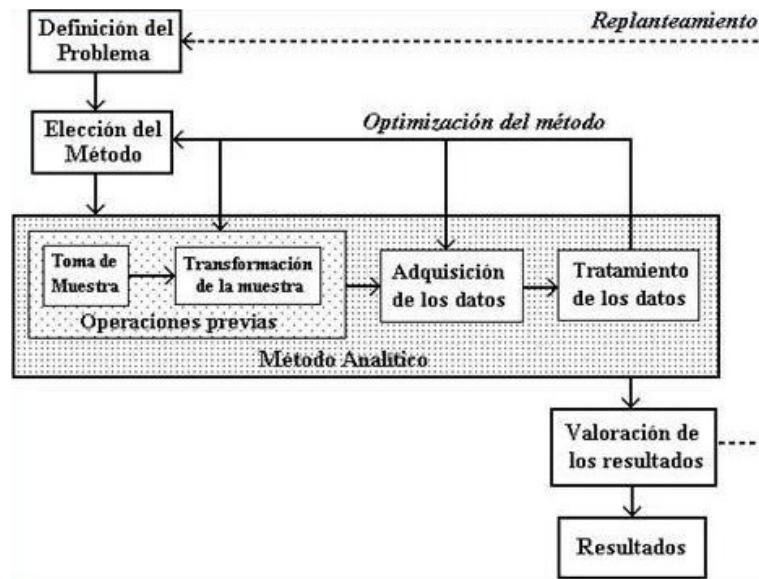 Replanteamiento
Definición del
Problema
Elección del
Método
Optimización del método
Toma de
Muestra
Transformación
de la muestra
Operaciones previas
Adquisición
de los datos
Tratamiento
de los datos
Método Analítico
Valoración de
los resultados
Resultados